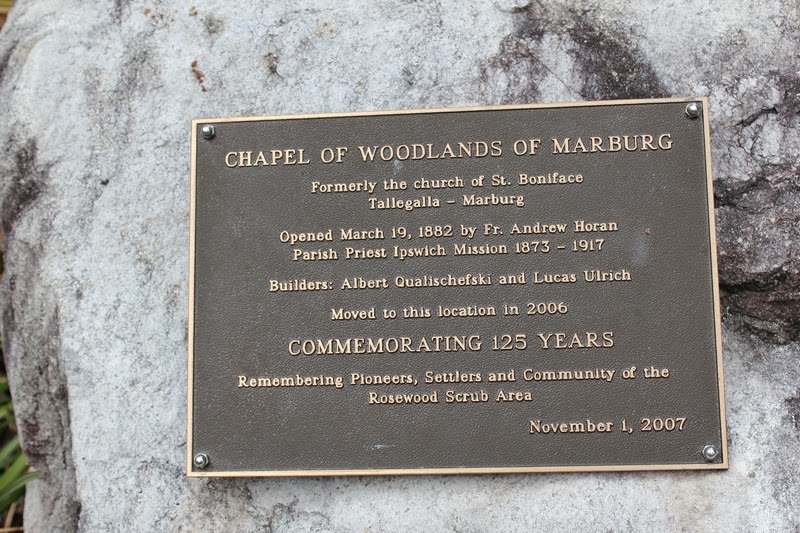 CHAPEL OF WOODLANDS OF MARBURG
Formerly the church of St. Boniface
Tallegalla - Marburg
Opened March 19, 1882 by Fr. Andrew Horan
Parish Priest Ipswich Mission 1873 - 1917
Builders: Albert Qualischefski and Lucas Ulrich
Moved to this location in 2006
COMMEMORATING 125 YEARS
Remembering Pioneers, Settlers and Community of the
Rosewood Scrub Area
November 1, 2007